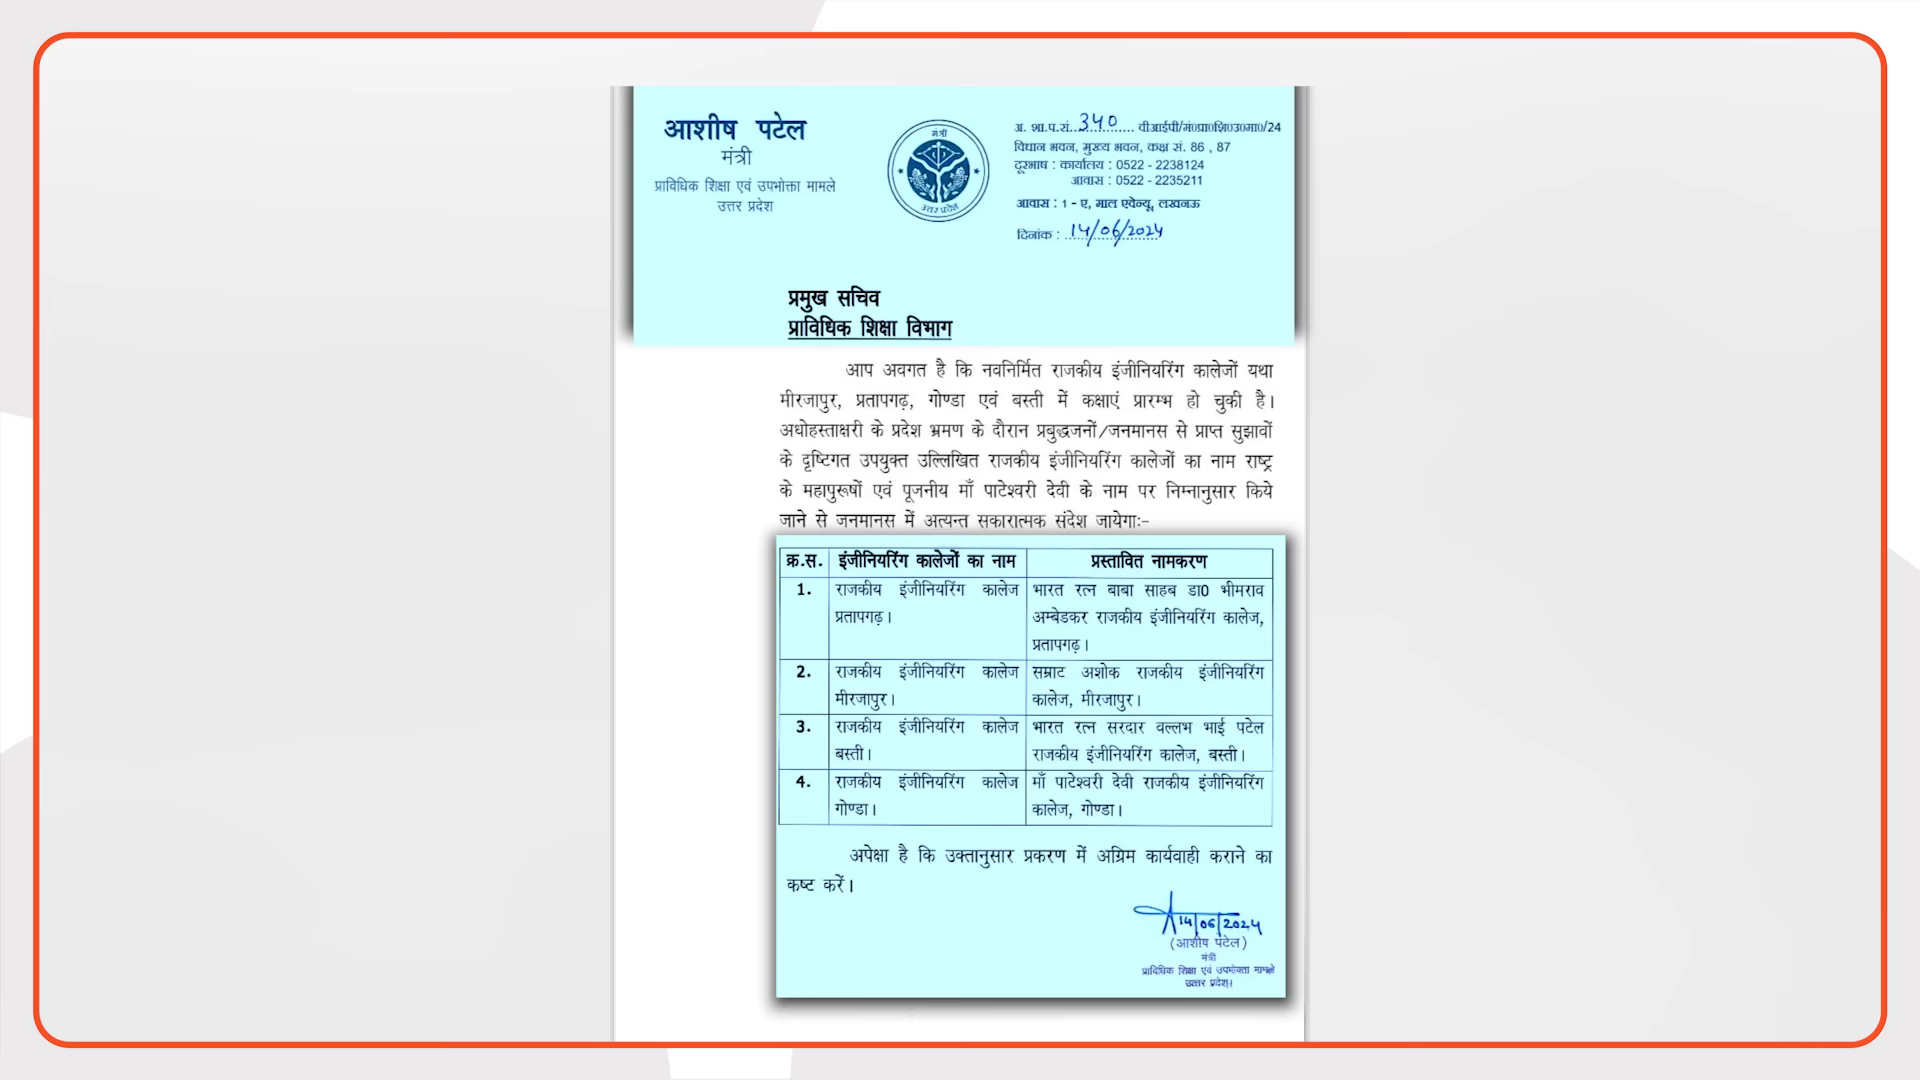 आशीष पटेल
मंत्री
प्राविधिक शिक्षा एवं उपभोक्ता मामले
उत्तर प्रदेश
मंत्री
उत्तर प्रदेश
अ. शा.प.सं....340.... वीआईपी/मं0प्रा0शि0उ0मा0/24
विधान भवन, मुख्य भवन, कक्ष सं. 86 , 87
दूरभाष : कार्यालय : 0522 - 2238124
आवास : 0522 - 2235211
आवास : 1 - ए, माल एवेन्यू, लखनऊ
दिनांक : 14/06/2024
प्रमुख सचिव
प्राविधिक शिक्षा विभाग
आप अवगत है कि नवनिर्मित राजकीय इंजीनियरिंग कालेजों यथा
मीरजापुर, प्रतापगढ़, गोण्डा एवं बस्ती में कक्षाएं प्रारम्भ हो चुकी है।
अधोहस्ताक्षरी के प्रदेश भ्रमण के दौरान प्रबुद्धजनों/जनमानस से प्राप्त सुझावों
के दृष्टिगत उपयुक्त उल्लिखित राजकीय इंजीनियरिंग कालेजों का नाम राष्ट्र
के महापुरूषों एवं पूजनीय माँ पाटेश्वरी देवी के नाम पर निम्नानुसार किये
जाने से जनमानस में अत्यन्त सकारात्मक संदेश जायेगाः-
क्र.स. इंजीनियरिंग कालेजों का नाम प्रस्तावित नामकरण
1. राजकीय इंजीनियरिंग कालेज भारत रत्न बाबा साहब डा0 भीमराव
प्रतापगढ़। अम्बेडकर राजकीय इंजीनियरिंग कालेज,
प्रतापगढ़।
2. राजकीय इंजीनियरिंग कालेज सम्राट अशोक राजकीय इंजीनियरिंग
मीरजापुर। कालेज, मीरजापुर।
3. राजकीय इंजीनियरिंग कालेज भारत रत्न सरदार वल्लभ भाई पटेल
बस्ती। राजकीय इंजीनियरिंग कालेज, बस्ती।
4. राजकीय इंजीनियरिंग कालेज माँ पाटेश्वरी देवी राजकीय इंजीनियरिंग
गोण्डा। कालेज, गोण्डा।
अपेक्षा है कि उक्तानुसार प्रकरण में अग्रिम कार्यवाही कराने का
कष्ट करें।
14/06/2024
(आशीष पटेल)
मंत्री
प्राविधिक शिक्षा एवं उपभोक्ता मामले
उत्तर प्रदेश।